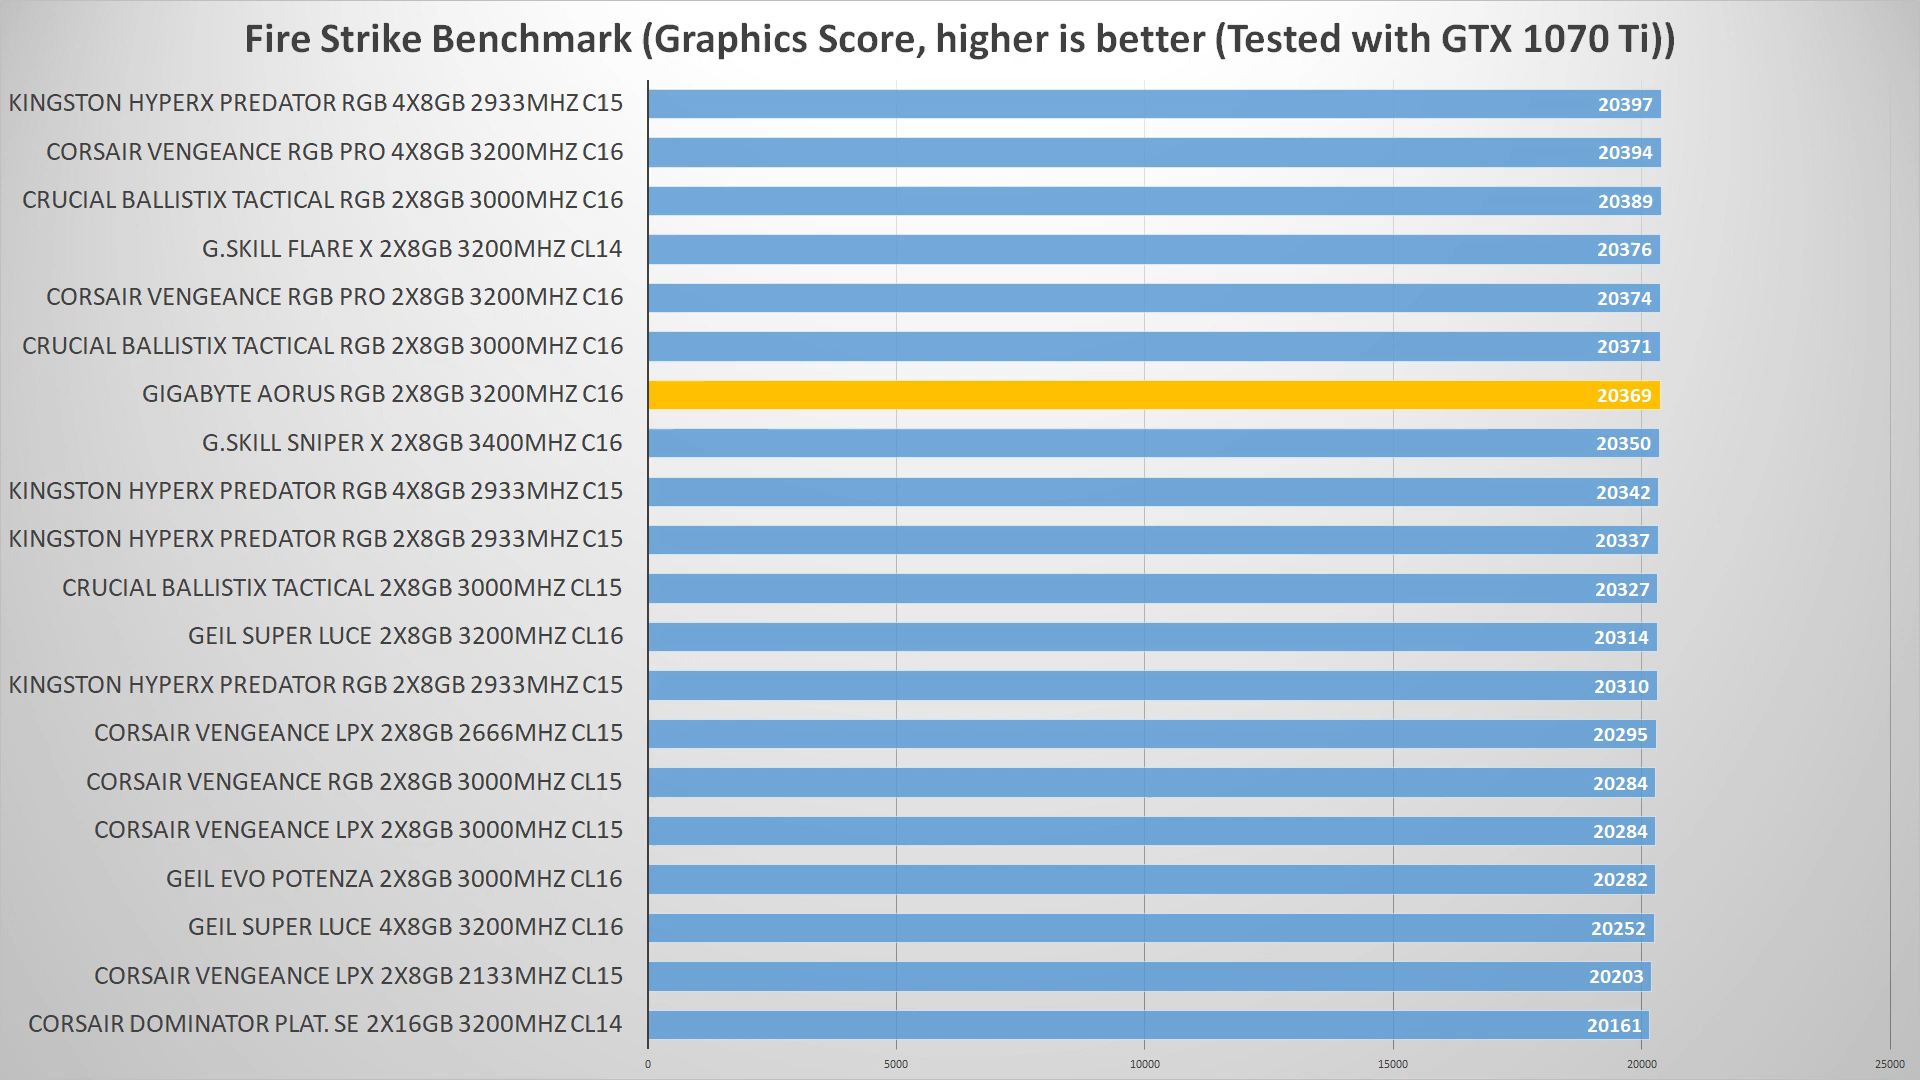 Fire Strike Benchmark (Graphics Score, higher is better (Tested with GTX 1070 Ti))
KINGSTON HYPERX PREDATOR RGB 4X8GB 2933MHZ C15 20397
CORSAIR VENGEANCE RGB PRO 4X8GB 3200MHZ C16 20394
CRUCIAL BALLISTIX TACTICAL RGB 2X8GB 3000MHZ C16 20389
G.SKILL FLARE X 2X8GB 3200MHZ CL14 20376
CORSAIR VENGEANCE RGB PRO 2X8GB 3200MHZ C16 20374
CRUCIAL BALLISTIX TACTICAL RGB 2X8GB 3000MHZ C16 20371
GIGABYTE AORUS RGB 2X8GB 3200MHZ C16 20369
G.SKILL SNIPER X 2X8GB 3400MHZ C16 20350
KINGSTON HYPERX PREDATOR RGB 4X8GB 2933MHZ C15 20342
KINGSTON HYPERX PREDATOR RGB 2X8GB 2933MHZ C15 20337
CRUCIAL BALLISTIX TACTICAL 2X8GB 3000MHZ CL15 20327
GEIL SUPER LUCE 2X8GB 3200MHZ CL16 20314
KINGSTON HYPERX PREDATOR RGB 2X8GB 2933MHZ C15 20310
CORSAIR VENGEANCE LPX 2X8GB 2666MHZ CL15 20295
CORSAIR VENGEANCE RGB 2X8GB 3000MHZ CL15 20284
CORSAIR VENGEANCE LPX 2X8GB 3000MHZ CL15 20284
GEIL EVO POTENZA 2X8GB 3000MHZ CL16 20282
GEIL SUPER LUCE 4X8GB 3200MHZ CL16 20252
CORSAIR VENGEANCE LPX 2X8GB 2133MHZ CL15 20203
CORSAIR DOMINATOR PLAT. SE 2X16GB 3200MHZ CL14 20161
0 5000 10000 15000 20000 25000